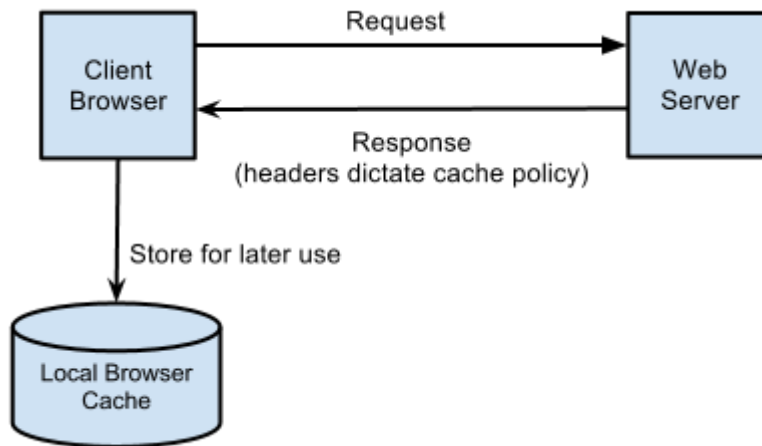 Request
Client
Browser
Web
Server
Response
(headers dictate cache policy)
Store for later use
Local Browser
Cache